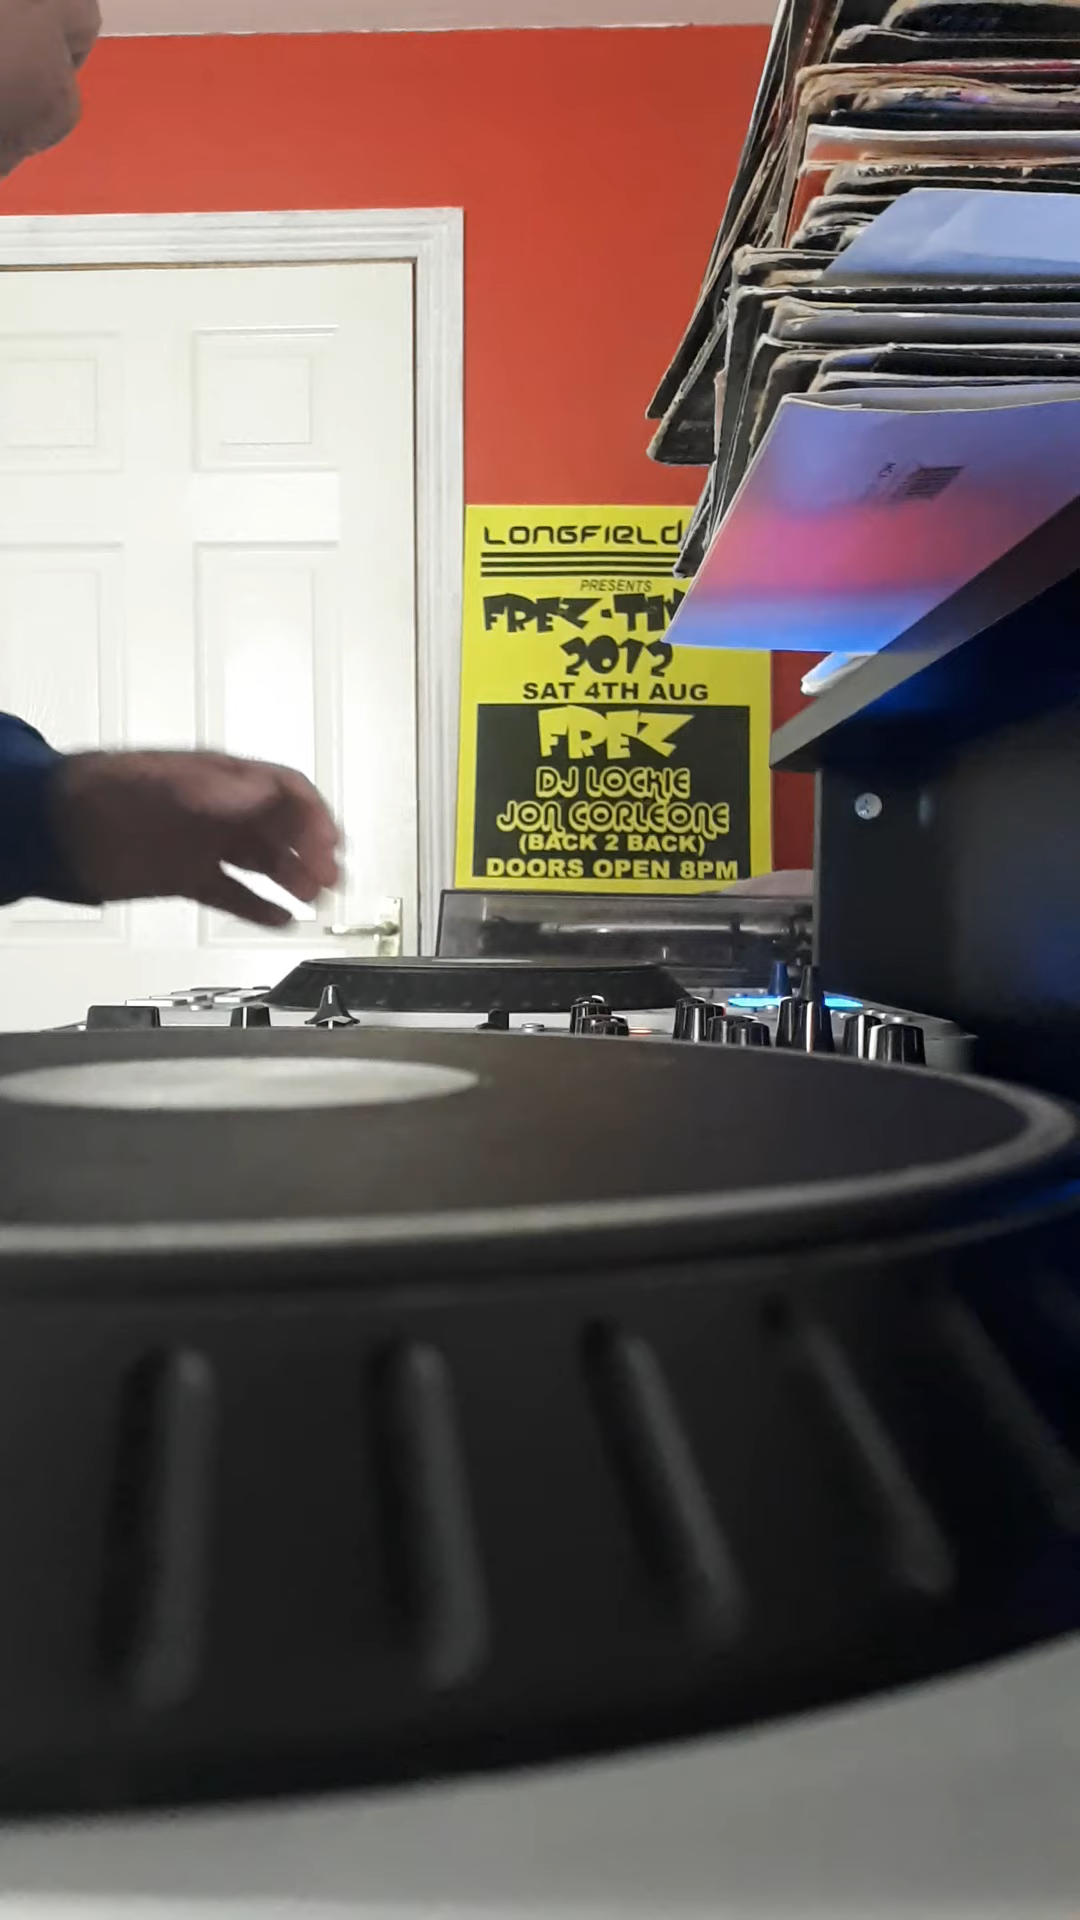 LONGFIELD
PRESENTS
2012
SAT 4TH AUG
FREZ
DJ LOCKIE
JON CORLEONE
(BACK 2 BACK)
DOORS OPEN 8PM